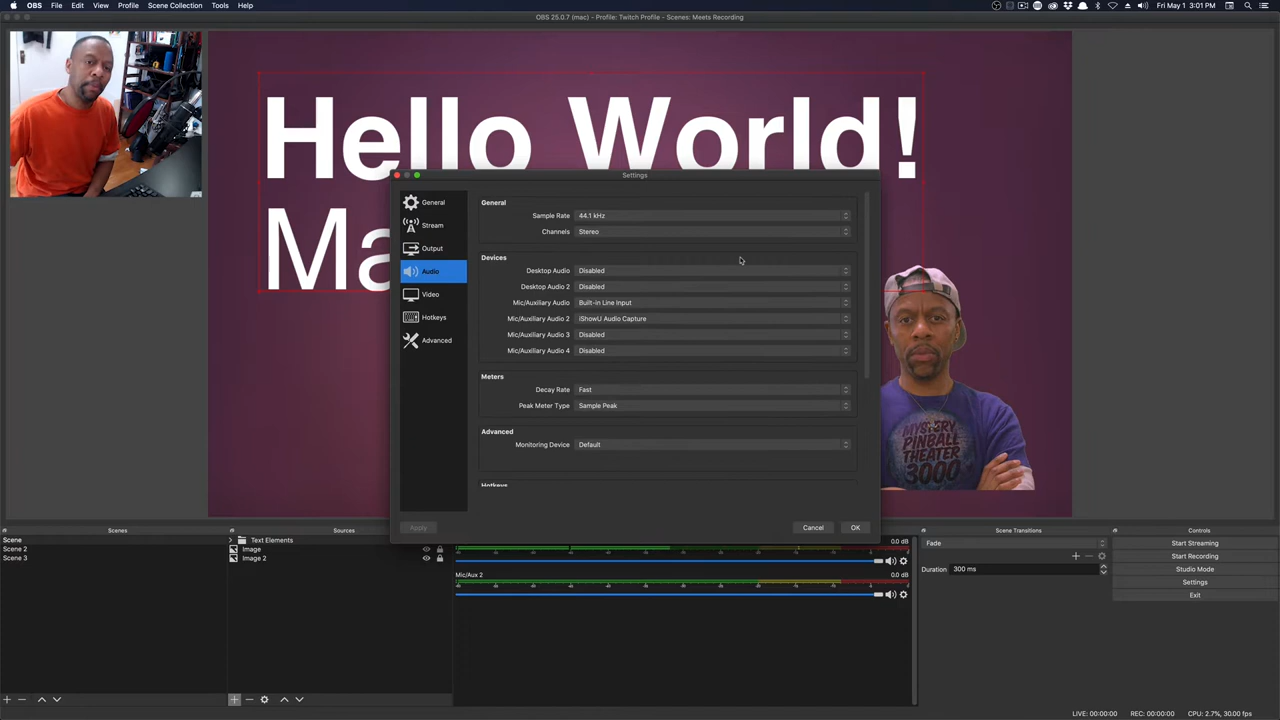 OBS File Edit View Profile Scene Collection Tools Help
Fri May 1 3:01 PM
OBS 25.0.7 (mac) - Profile: Twitch Profile - Scenes: Meets Recording
Hello World!
Ma
Settings
General
Stream
Output
Audio
Video
Hotkeys
Advanced
General
Sample Rate 44.1 kHz
Channels Stereo
Devices
Desktop Audio Disabled
Desktop Audio 2 Disabled
Mic/Auxiliary Audio Built-in Line Input
Mic/Auxiliary Audio 2 iShowU Audio Capture
Mic/Auxiliary Audio 3 Disabled
Mic/Auxiliary Audio 4 Disabled
Meters
Decay Rate Fast
Peak Meter Type Sample Peak
Advanced
Monitoring Device Default
Hotkeys
Apply
Cancel
OK
MYSTERY
PINBALL
THEATER
3000
Scenes
Scene
Scene 2
Scene 3
Sources
Text Elements
Image
Image 2
0.0 dB
Mic/Aux 2
0.0 dB
Scene Transitions
Fade
Duration 300 ms
Controls
Start Streaming
Start Recording
Studio Mode
Settings
Exit
LIVE: 00:00:00 REC: 00:00:00 CPU: 2.7%, 30.00 fps